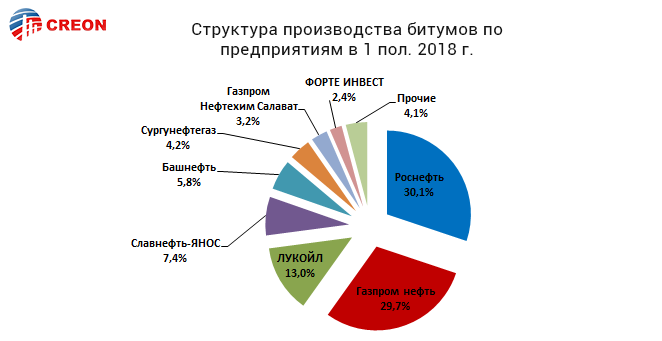 CREON
Структура производства битумов по
предприятиям в 1 пол. 2018 г.
ФОРТЕ ИНВЕСТ
2,4%
Газпром
Нефтехим Салават
3,2%
Прочие
4,1%
Сургунефтегаз
4,2%
Башнефть
5,8%
Роснефть
30,1%
Славнефть-ЯНОС
7,4%
ЛУКОЙЛ
13,0%
Газпром нефть
29,7%